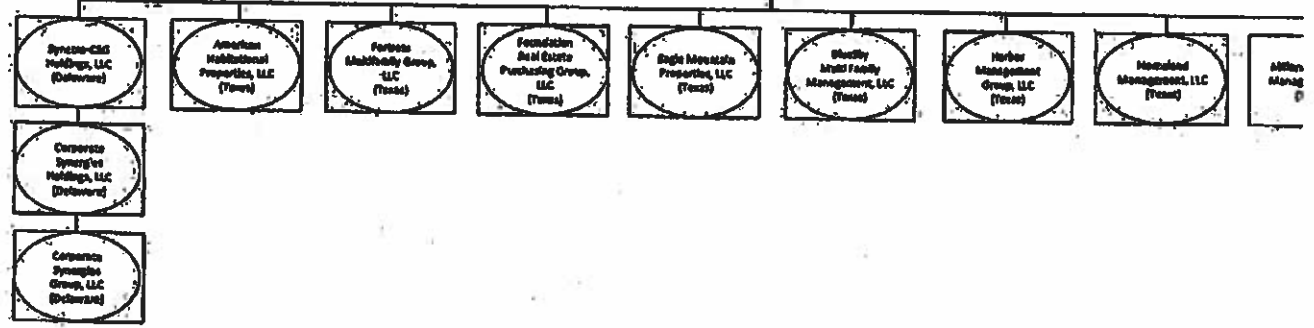 Synctro-CSG
Holdings, LLC
(Delaware)
American
Habitational
Properties, LLC
(Texas)
Fortress
Multifamily Group,
LLC
(Texas)
Foundation
Real Estate
Purchasing Group,
LLC
(Texas)
Eagle Mountain
Properties, LLC
(Texas)
BlueSky
Multi Family
Management, LLC
(Texas)
Harbor
Management
Group, LLC
(Texas)
Homeland
Management, LLC
(Texas)
Manag
Corporate
Synergies
Holdings, LLC
(Delaware)
Corporate
Synergies
Group, LLC
(Delaware)